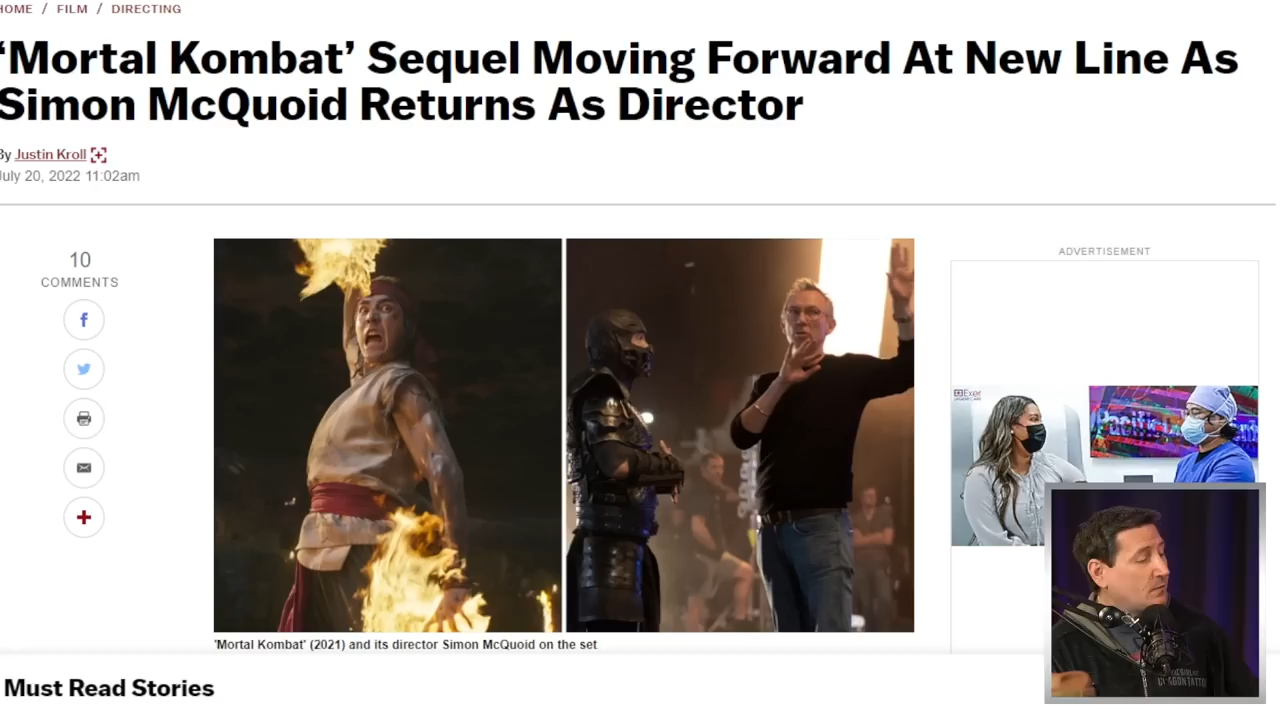 HOME / FILM / DIRECTING
'Mortal Kombat' Sequel Moving Forward At New Line As
Simon McQuoid Returns As Director
By Justin Kroll
July 20, 2022 11:02am
10
COMMENTS
ADVERTISEMENT
Exer
'Mortal Kombat' (2021) and its director Simon McQuoid on the set
Must Read Stories